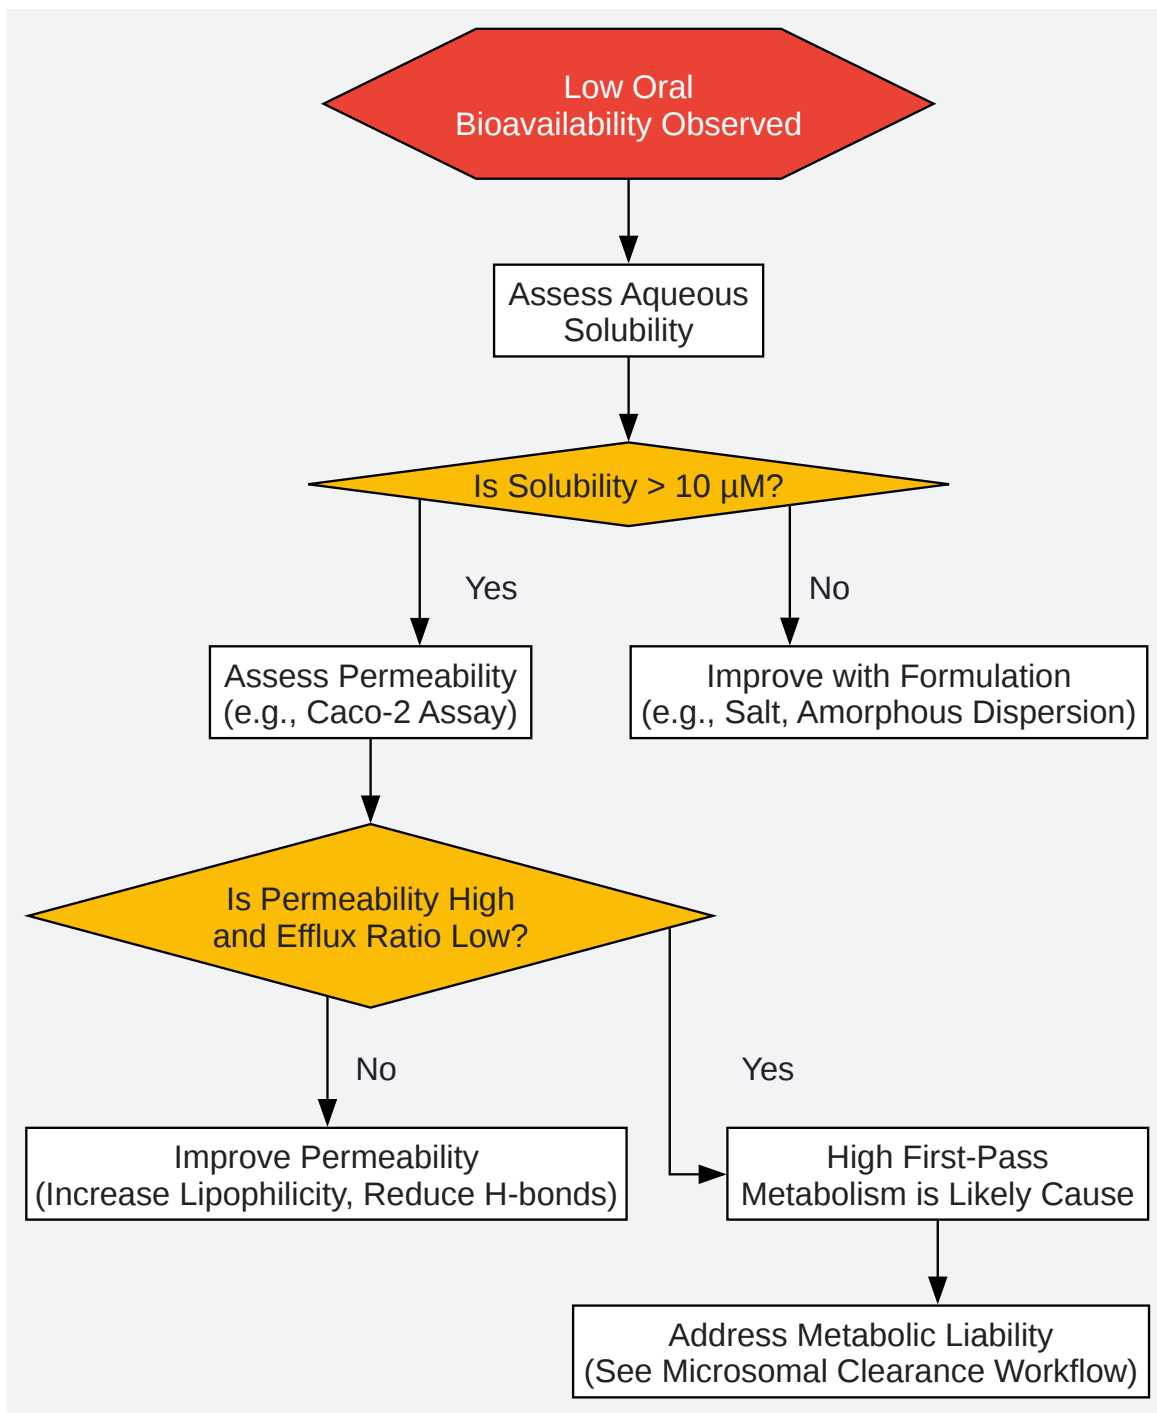 Low Oral
Bioavailability Observed
Assess Aqueous
Solubility
Is Solubility > 10 µM?
Yes
No
Assess Permeability
(e.g., Caco-2 Assay)
Improve with Formulation
(e.g., Salt, Amorphous Dispersion)
Is Permeability High
and Efflux Ratio Low?
No
Yes
Improve Permeability
(Increase Lipophilicity, Reduce H-bonds)
High First-Pass
Metabolism is Likely Cause
Address Metabolic Liability
(See Microsomal Clearance Workflow)